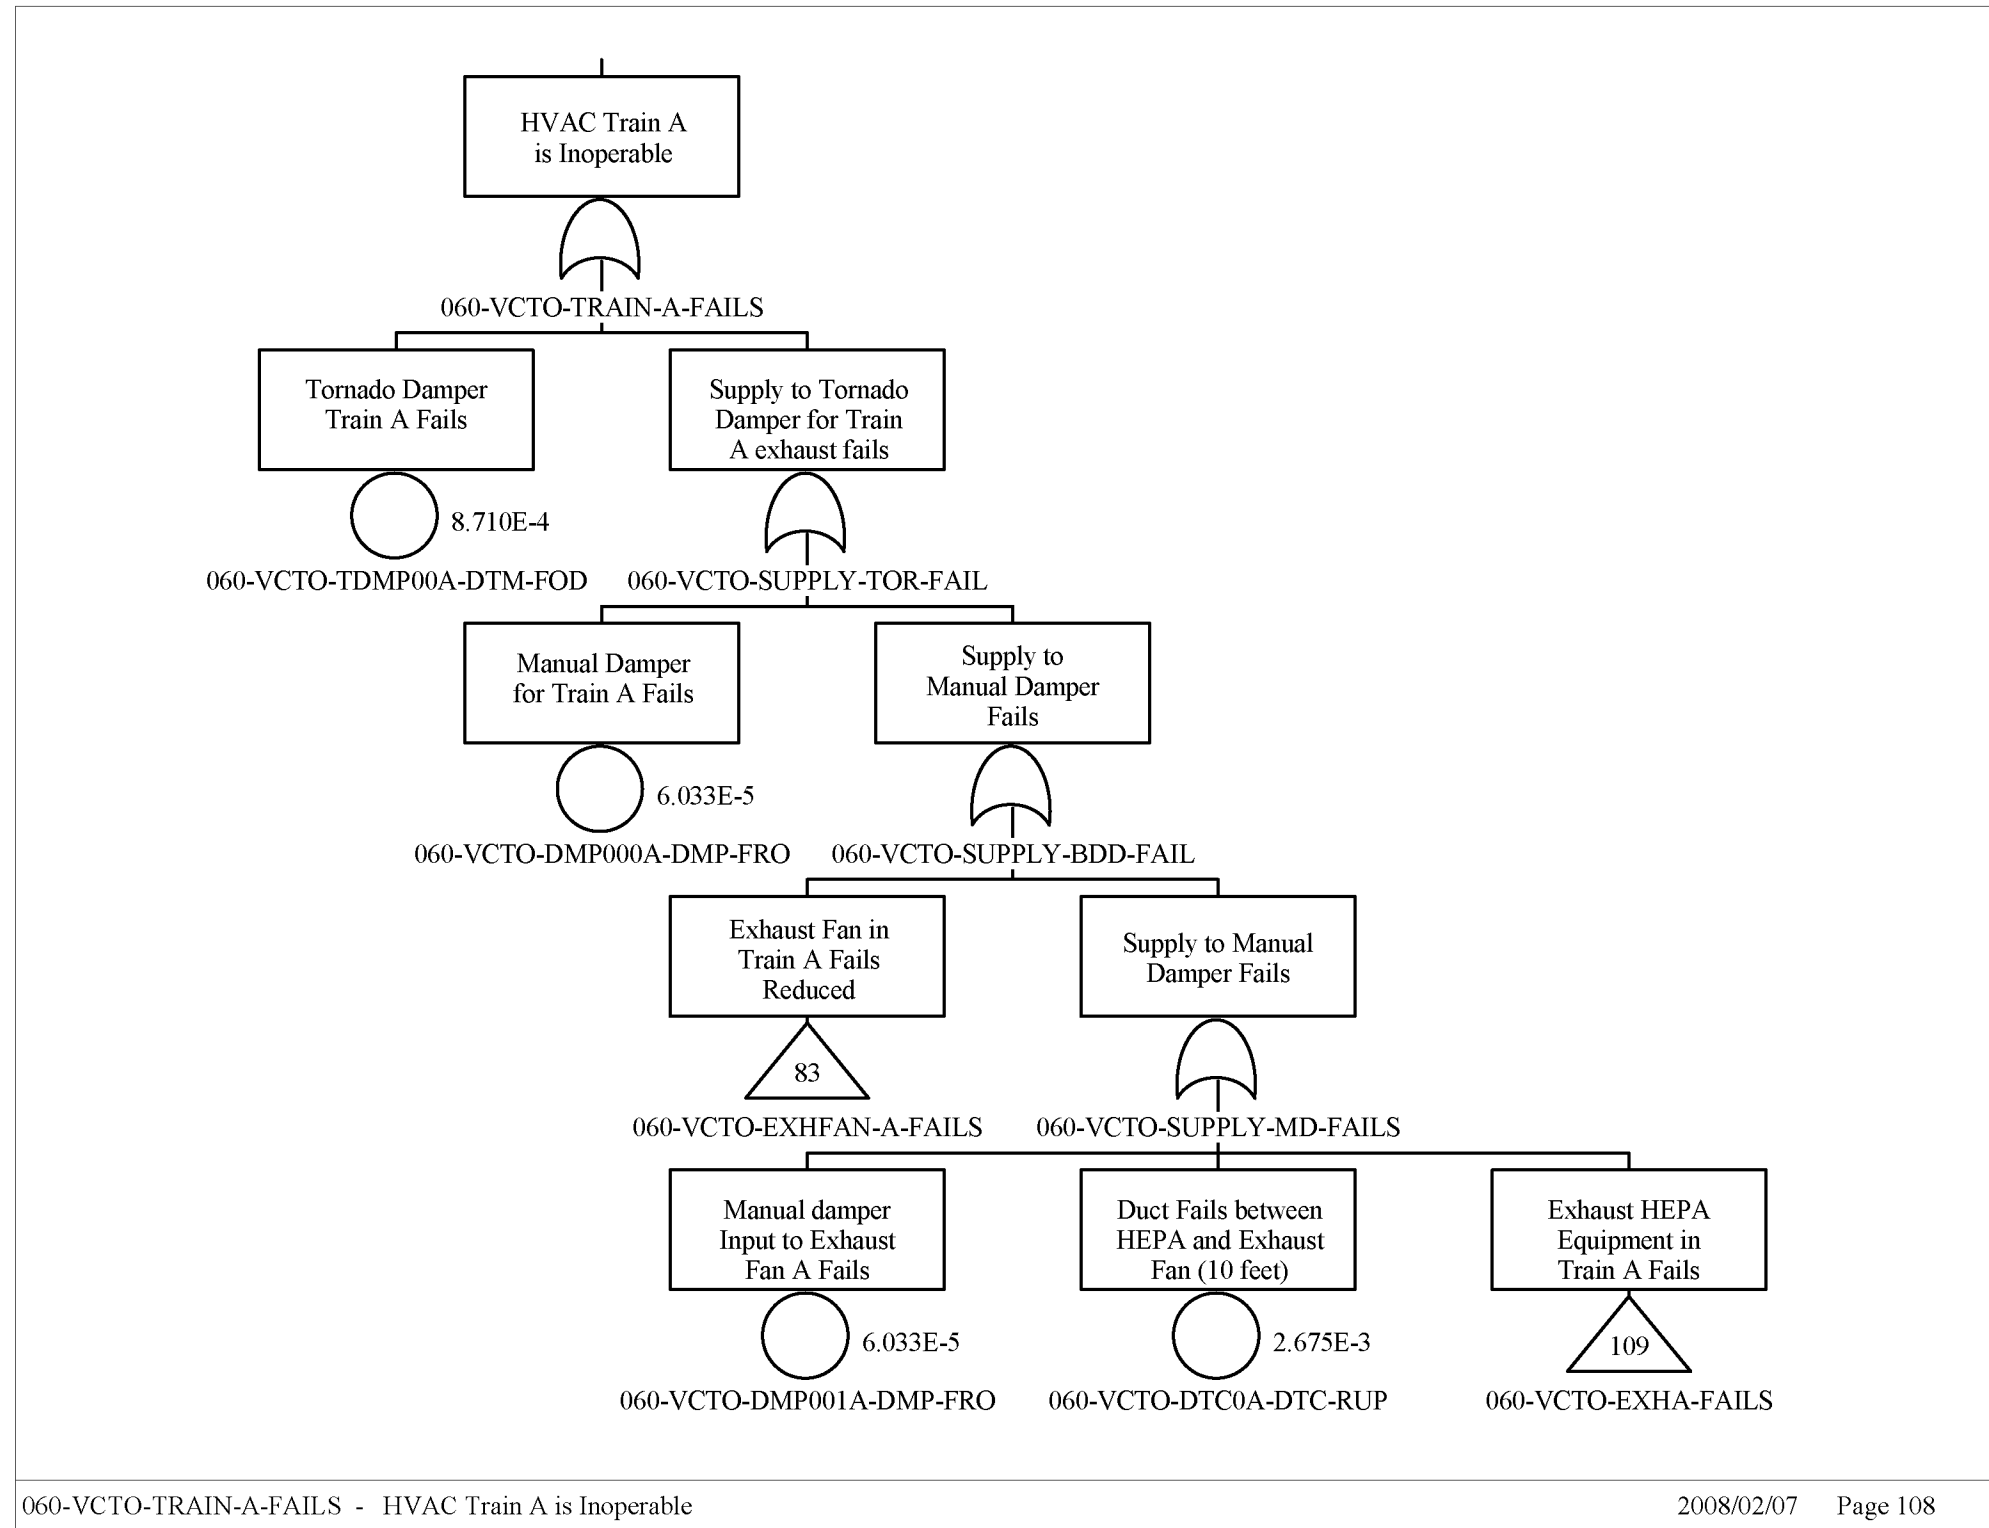 HVAC Train A
is Inoperable
060-VCTO-TRAIN-A-FAILS
Tornado Damper
Train A Fails
8.710E-4
060-VCTO-TDMP00A-DTM-FOD
Supply to Tornado
Damper for Train
A exhaust fails
060-VCTO-SUPPLY-TOR-FAIL
Manual Damper
for Train A Fails
6.033E-5
060-VCTO-DMP000A-DMP-FRO
Supply to
Manual Damper
Fails
060-VCTO-SUPPLY-BDD-FAIL
Exhaust Fan in
Train A Fails
Reduced
83
060-VCTO-EXHFAN-A-FAILS
Supply to Manual
Damper Fails
060-VCTO-SUPPLY-MD-FAILS
Manual damper
Input to Exhaust
Fan A Fails
6.033E-5
060-VCTO-DMP001A-DMP-FRO
Duct Fails between
HEPA and Exhaust
Fan (10 feet)
2.675E-3
060-VCTO-DTC0A-DTC-RUP
Exhaust HEPA
Equipment in
Train A Fails
109
060-VCTO-EXHA-FAILS
060-VCTO-TRAIN-A-FAILS - HVAC Train A is Inoperable
2008/02/07 Page 108